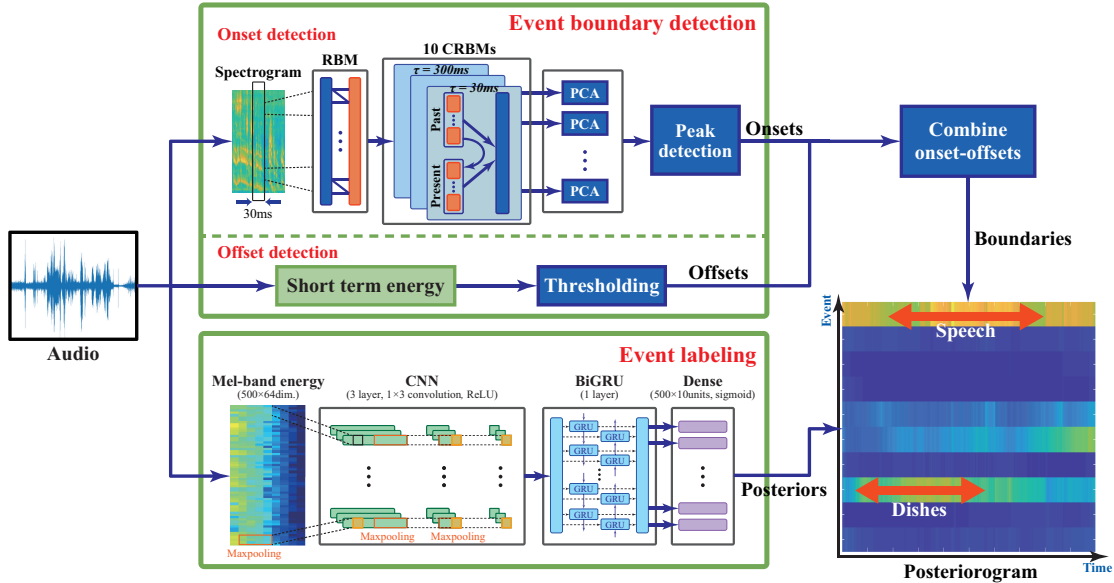 Event boundary detection
Onset detection
Spectrogram
30ms
RBM
10 CRBMs
τ = 300ms
τ = 30ms
Past
Present
PCA
PCA
PCA
Peak
detection
Onsets
Combine
onset-offsets
Boundaries
Offset detection
Short term energy
Thresholding
Offsets
Audio
Event labeling
Mel-band energy
(500×64dim.)
Maxpooling
CNN
(3 layer, 1×3 convolution, ReLU)
Maxpooling
Maxpooling
BiGRU
(1 layer)
GRU
GRU
GRU
GRU
GRU
GRU
GRU
GRU
Dense
(500×10units, sigmoid)
Posteriors
Event
Speech
Dishes
Time
Posteriorogram